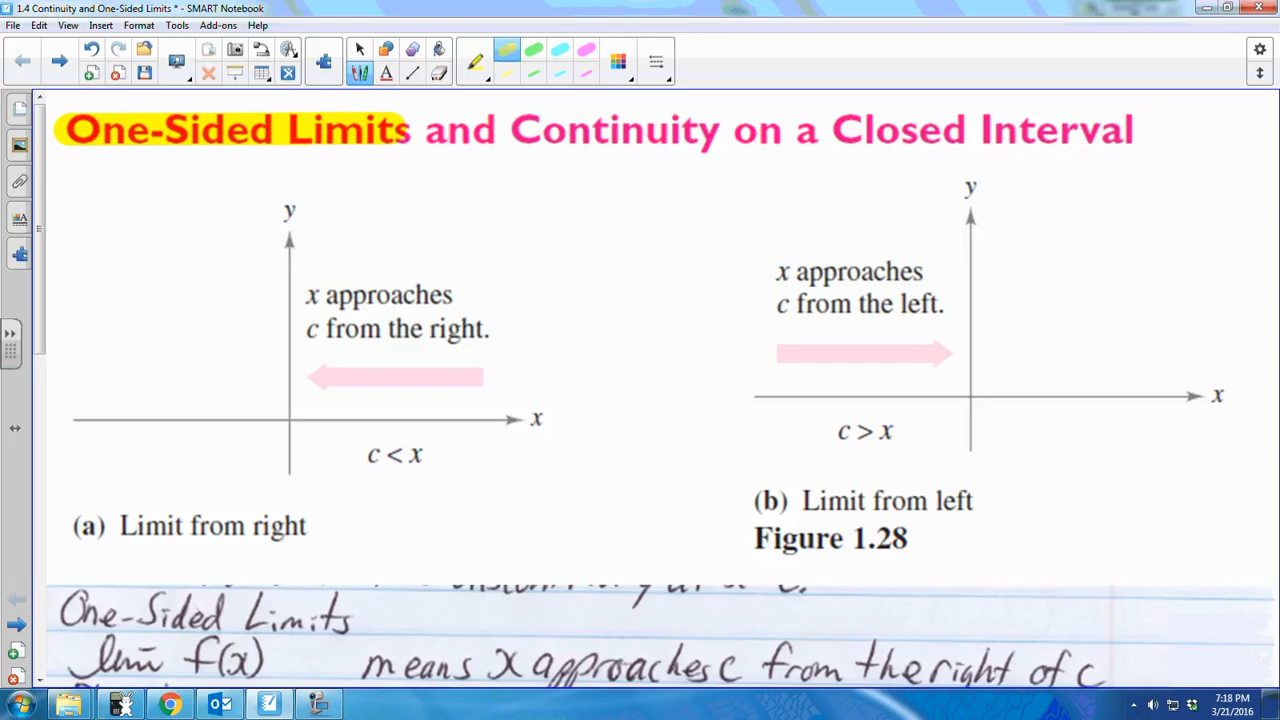 1.4 Continuity and One-Sided Limits * - SMART Notebook
File Edit View Insert Format Tools Add-ons Help
One-Sided Limits and Continuity on a Closed Interval
y
x approaches
c from the right.
x
c < x
(a) Limit from right
y
x approaches
c from the left.
x
c > x
(b) Limit from left
Figure 1.28
One-Sided Limits
lim f(x) means x approaches c from the right of c
7:18 PM
3/21/2016